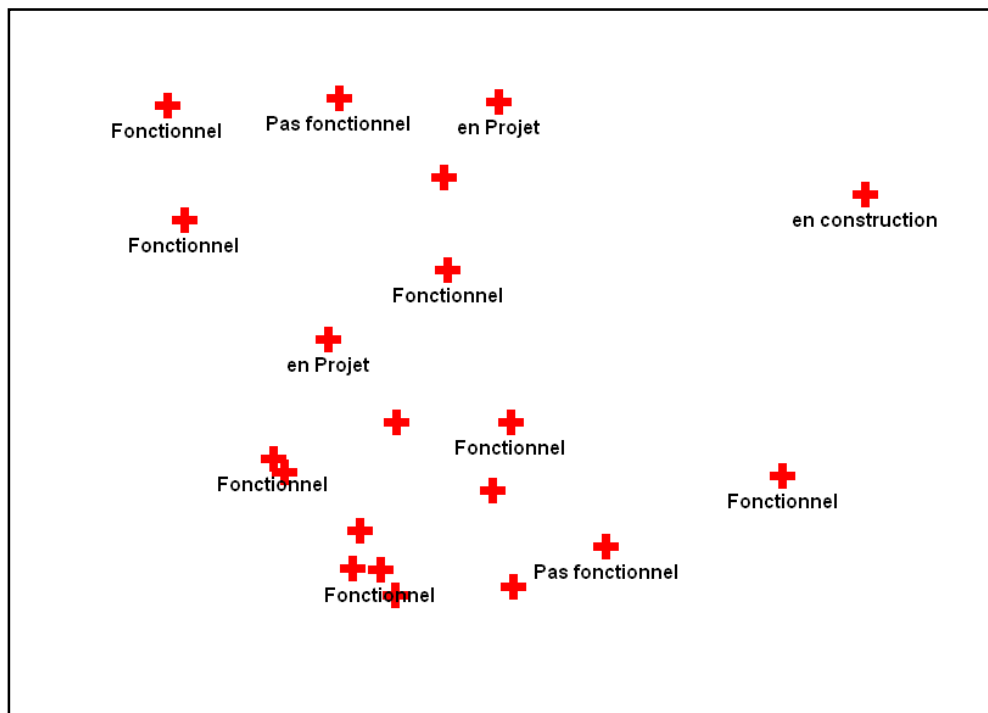 Fonctionnel
Pas fonctionnel
en Projet
en construction
Fonctionnel
Fonctionnel
en Projet
Fonctionnel
Fonctionnel
Fonctionnel
Pas fonctionnel
Fonctionnel